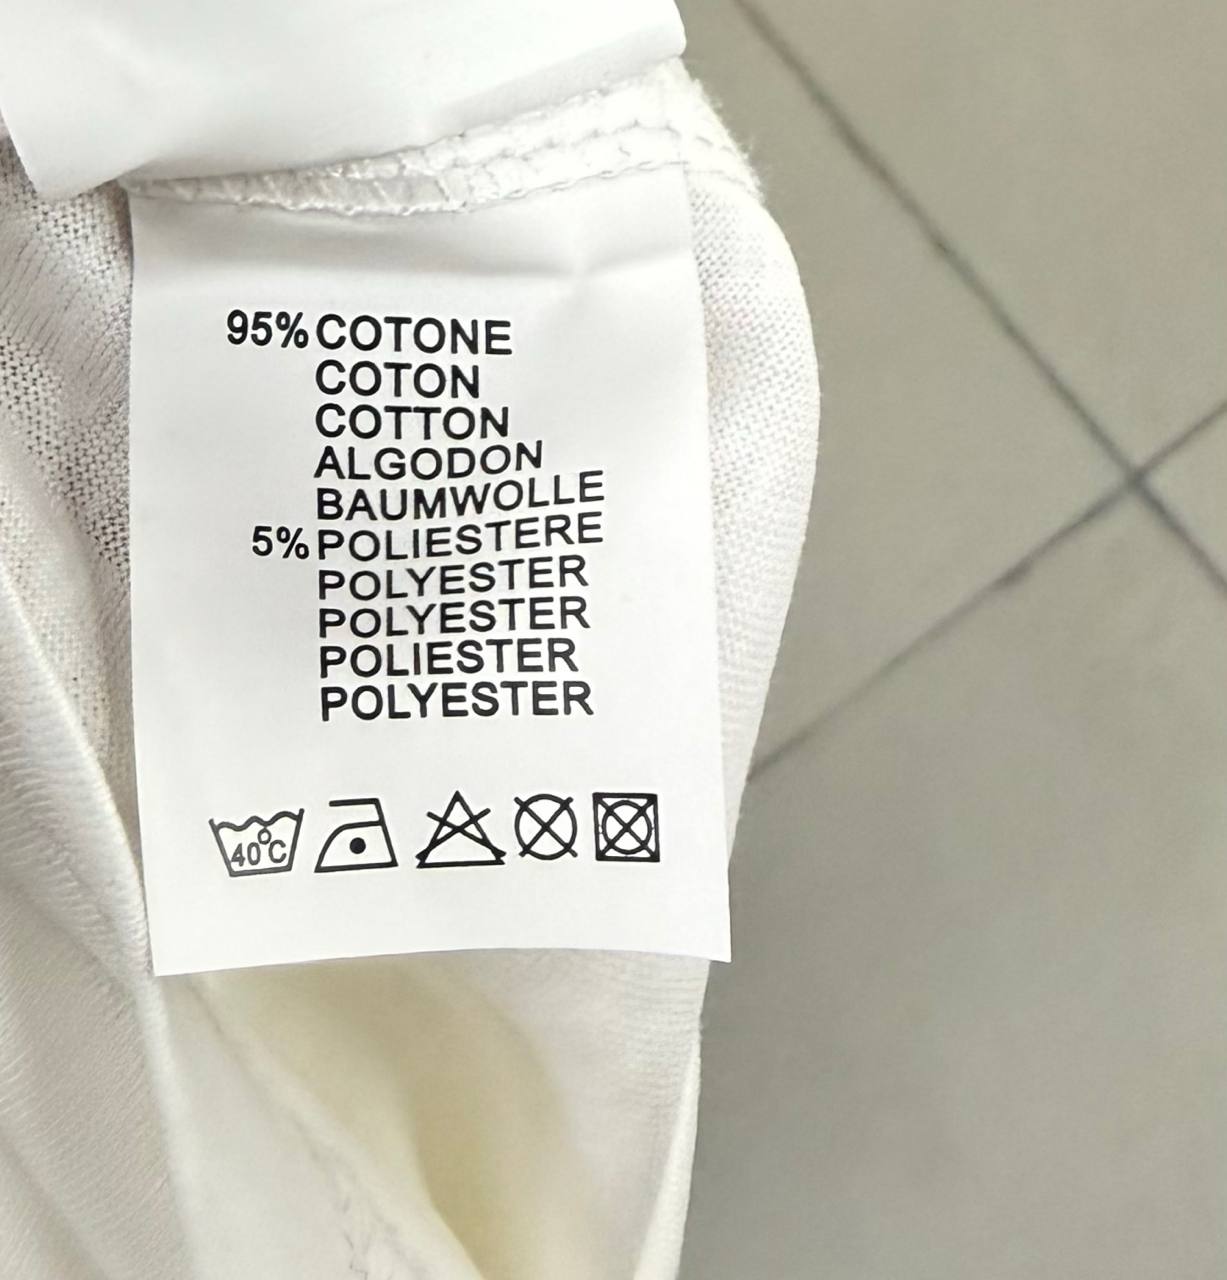 95% COTONE
COTON
COTTON
ALGODON
BAUMWOLLE
5% POLIESTERE
POLYESTER
POLYESTER
POLIESTER
POLYESTER
40°C